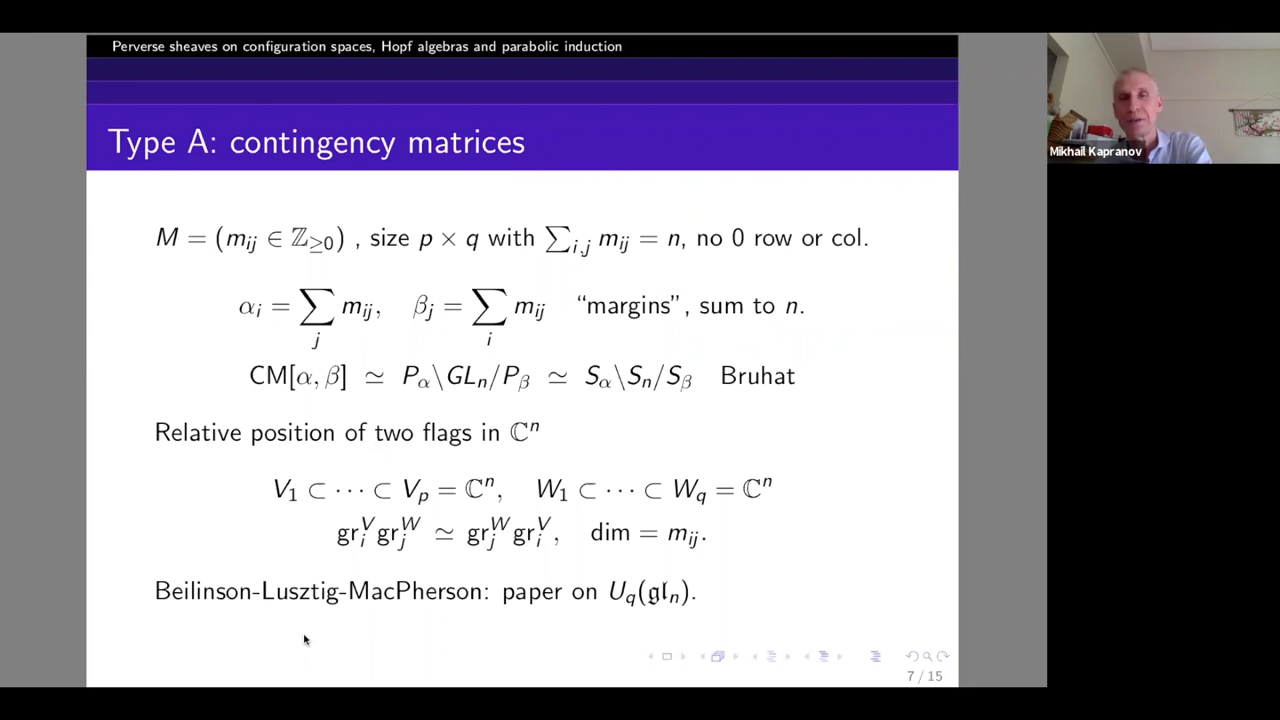 Perverse sheaves on configuration spaces, Hopf algebras and parabolic induction
Type A: contingency matrices
M = (m_{ij} ∈ ℤ_{≥0}) , size p × q with ∑_{i,j} m_{ij} = n, no 0 row or col.
α_i = ∑_j m_{ij}, β_j = ∑_i m_{ij} “margins”, sum to n.
CM[α, β] ≃ P_α\GL_n/P_β ≃ S_α\S_n/S_β Bruhat
Relative position of two flags in ℂ^n
V_1 ⊂ ⋯ ⊂ V_p = ℂ^n, W_1 ⊂ ⋯ ⊂ W_q = ℂ^n
gr_i^V gr_j^W ≃ gr_j^W gr_i^V, dim = m_{ij}.
Beilinson-Lusztig-MacPherson: paper on U_q(𝔤𝔩_n).
7 / 15
Mikhail Kapranov